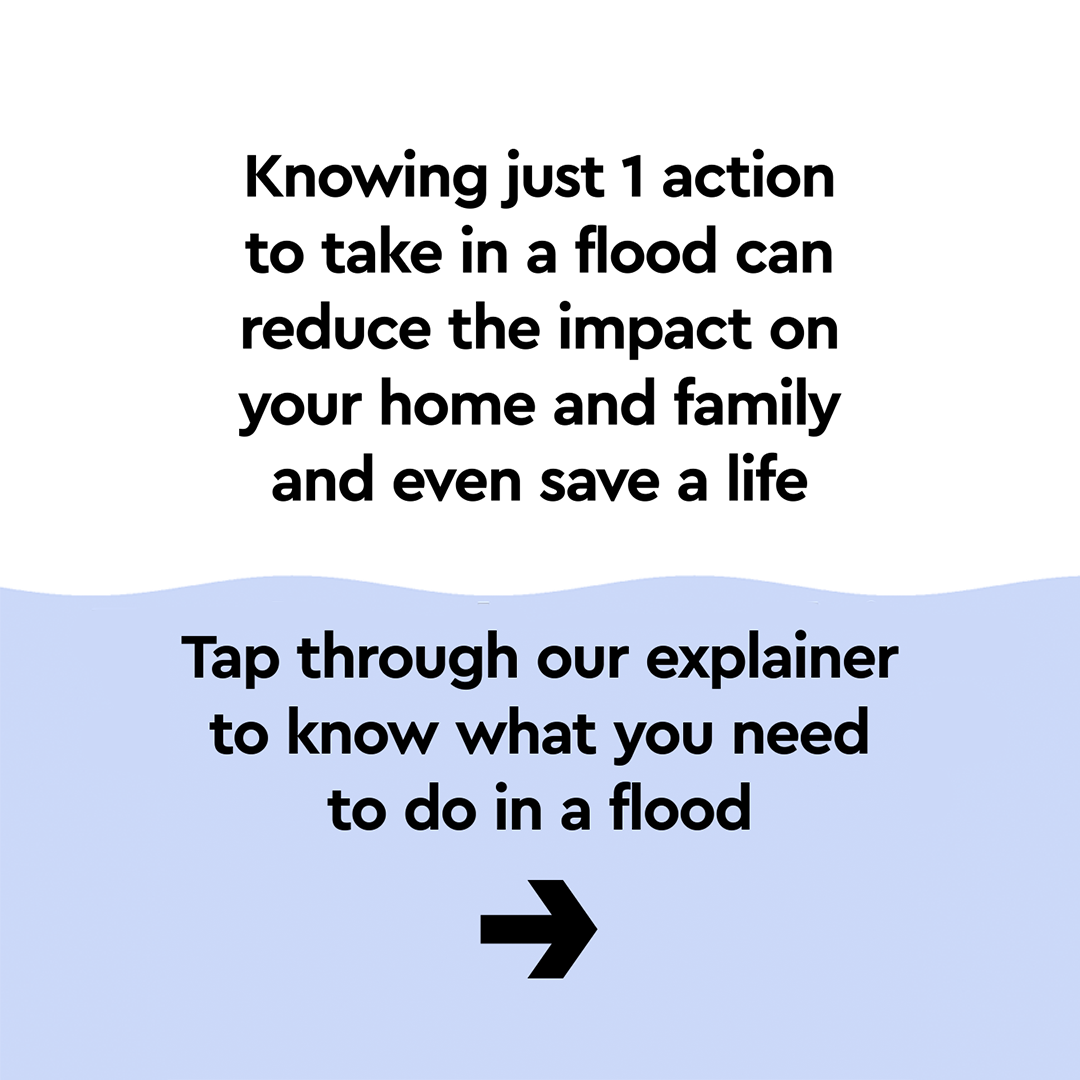 Knowing just 1 action
to take in a flood can
reduce the impact on
your home and family
and even save a life
Tap through our explainer
to know what you need
to do in a flood